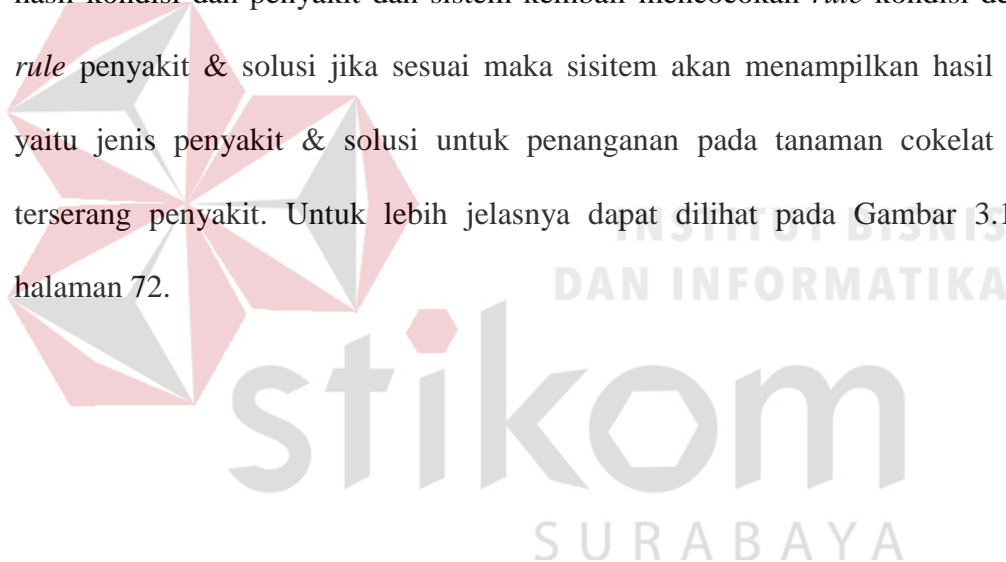 hasil kondisi dan penyakit dan sistem kembali mencocokan rule kondisi
rule penyakit & solusi jika sesuai maka sisitem akan menampilkan hasil
yaitu jenis penyakit & solusi untuk penanganan pada tanaman cokelat
terserang penyakit. Untuk lebih jelasnya dapat dilihat pada Gambar 3.1
halaman 72.
INSTITUT BISNIS
DAN INFORMATIKA
stikom
SURABAYA